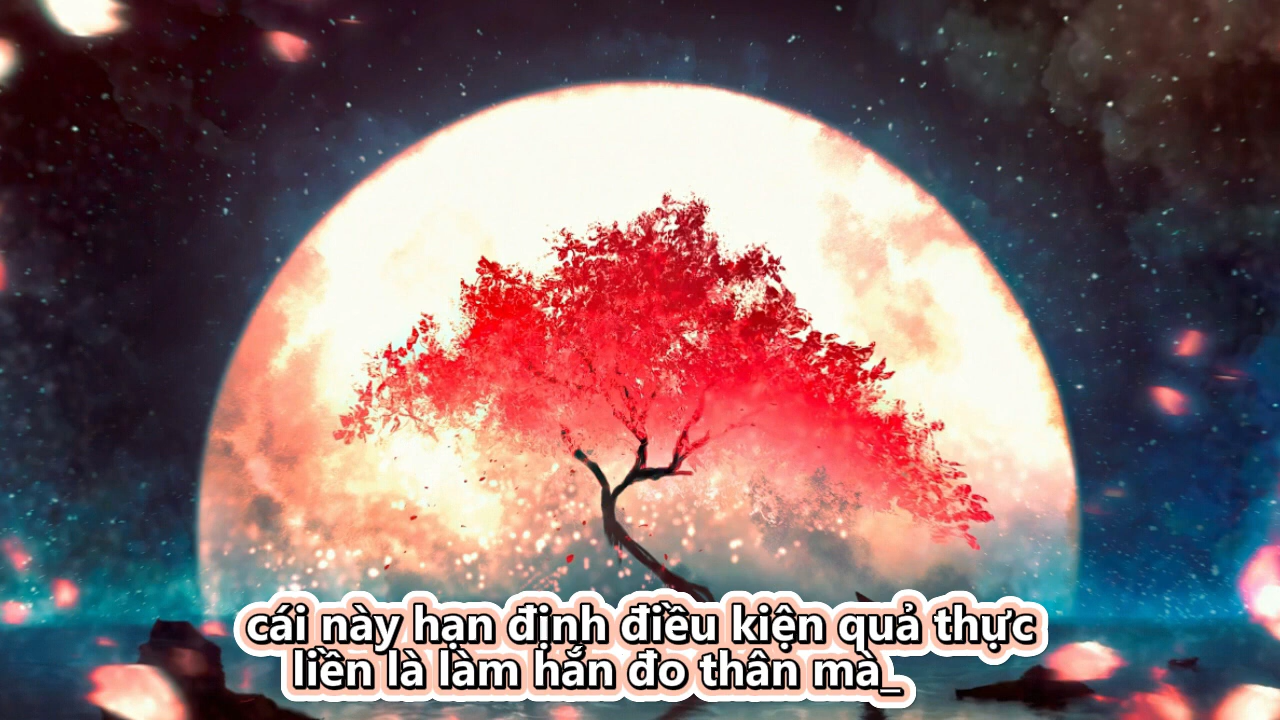 cái này hạn định điều kiện quả thực
liền là làm hắn đo thân mà_